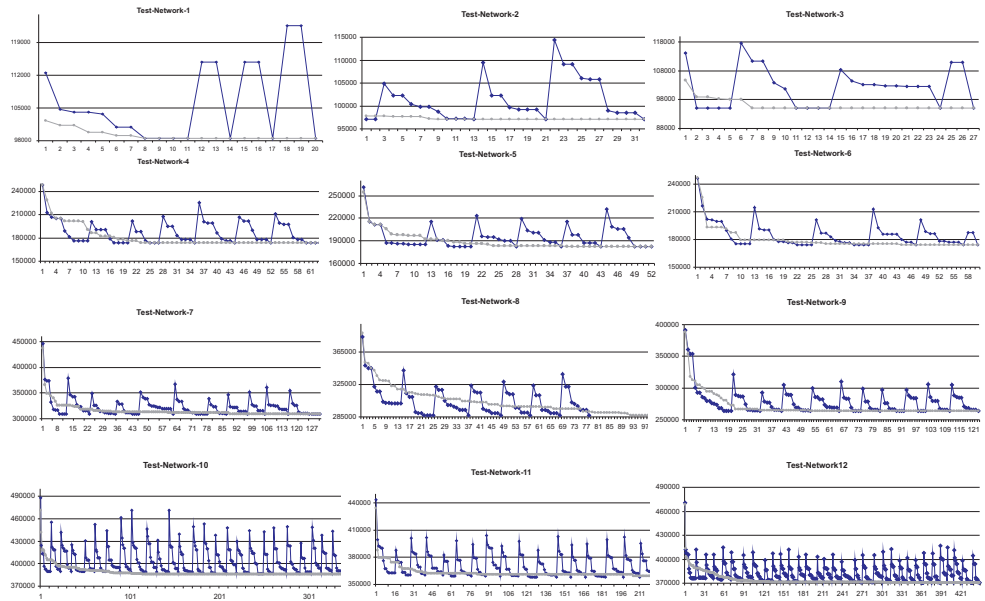 Test-Network-1
119000
112000
105000
98000
1 2 3 4 5 6 7 8 9 10 11 12 13 14 15 16 17 18 19 20
Test-Network-2
115000
110000
105000
100000
95000
1 3 5 7 9 11 13 15 17 19 21 23 25 27 29 31
Test-Network-3
118000
108000
98000
88000
1 2 3 4 5 6 7 8 9 10 11 12 13 14 15 16 17 18 19 20 21 22 23 24 25 26 27
Test-Network-4
240000
210000
180000
150000
1 4 7 10 13 16 19 22 25 28 31 34 37 40 43 46 49 52 55 58 61
Test-Network-5
250000
220000
190000
160000
1 4 7 10 13 16 19 22 25 28 31 34 37 40 43 46 49 52
Test-Network-6
240000
210000
180000
150000
1 4 7 10 13 16 19 22 25 28 31 34 37 40 43 46 49 52 55 58
Test-Network-7
450000
400000
350000
300000
1 8 15 22 29 36 43 50 57 64 71 78 85 92 99 106 113 120 127
Test-Network-8
365000
325000
285000
1 5 9 13 17 21 25 29 33 37 41 45 49 53 57 61 65 69 73 77 81 85 89 93 97
Test-Network-9
400000
350000
300000
250000
1 7 13 19 25 31 37 43 49 55 61 67 73 79 85 91 97 103 109 115 121
Test-Network-10
490000
460000
430000
400000
370000
1 101 201 301
Test-Network-11
440000
410000
380000
350000
1 16 31 46 61 76 91 106 121 136 151 166 181 196 211
Test-Network12
490000
460000
430000
400000
370000
1 31 61 91 121 151 181 211 241 271 301 331 361 391 421